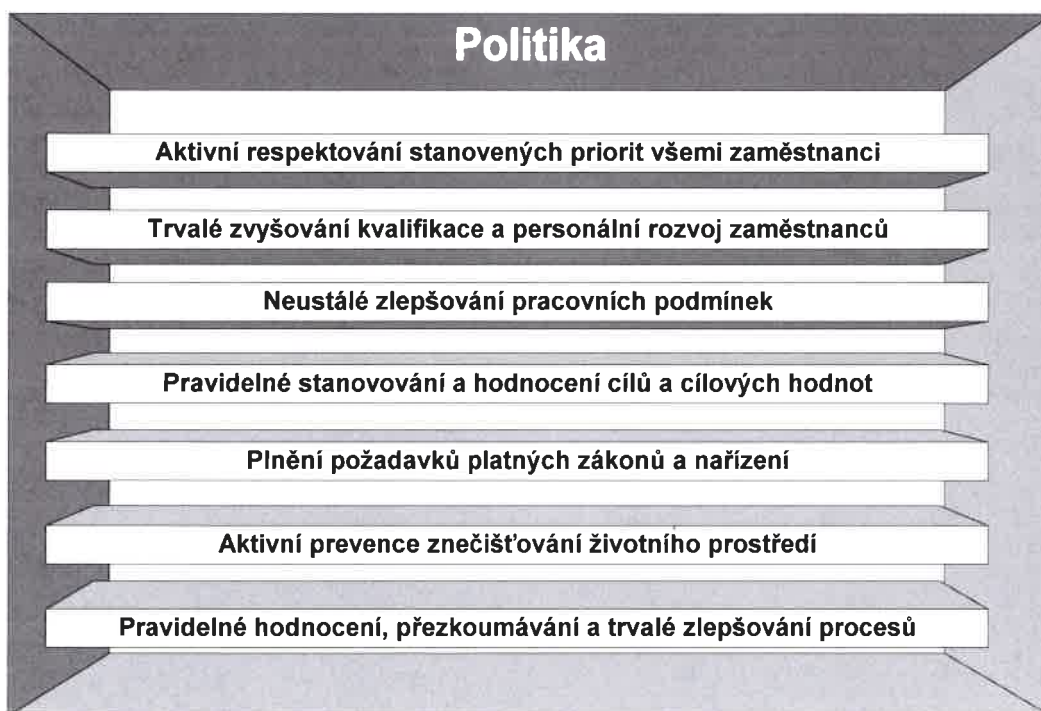 Politika
Aktivní respektování stanovených priorit všemi zaměstnanci
Trvalé zvyšování kvalifikace a personální rozvoj zaměstnanců
Neustálé zlepšování pracovních podmínek
Pravidelné stanovování a hodnocení cílů a cílových hodnot
Plnění požadavků platných zákonů a nařízení
Aktivní prevence znečišťování životního prostředí
Pravidelné hodnocení, přezkoumávání a trvalé zlepšování procesů